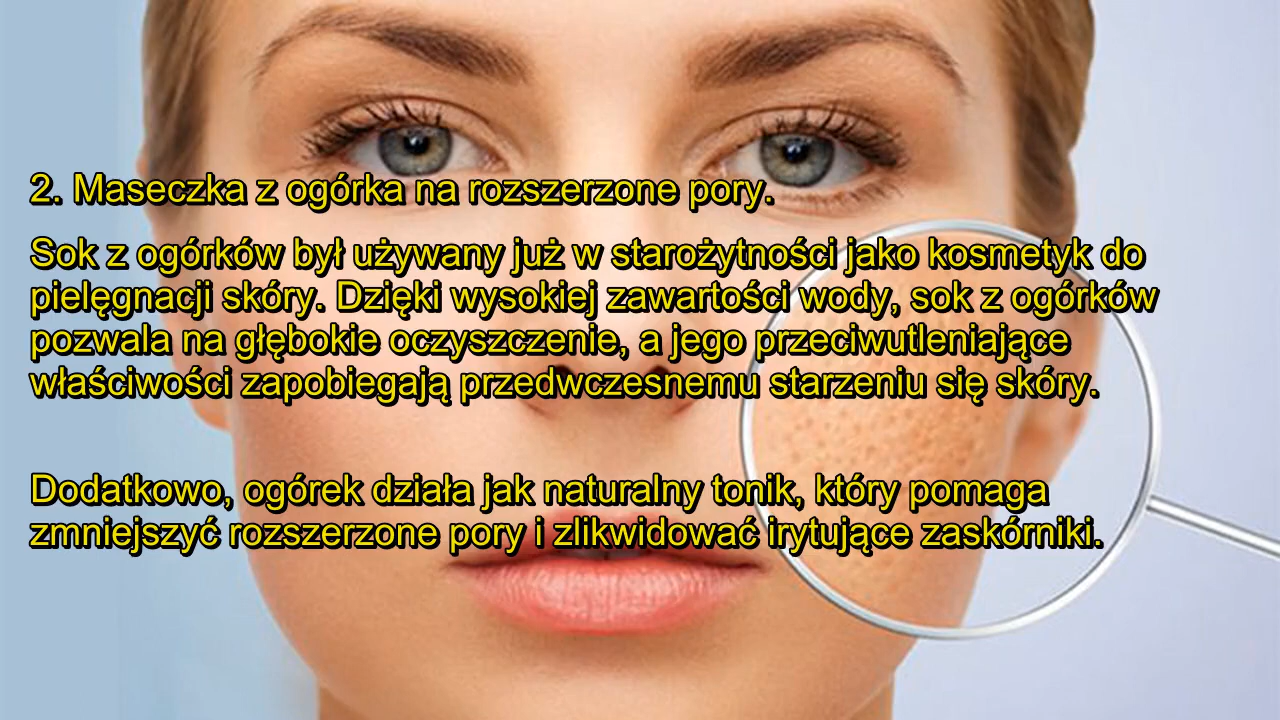 2. Maseczka z ogórka na rozszerzone pory.
Sok z ogórków był używany już w starożytności jako kosmetyk do
pielęgnacji skóry. Dzięki wysokiej zawartości wody, sok z ogórków
pozwala na głębokie oczyszczenie, a jego przeciwutleniające
właściwości zapobiegają przedwczesnemu starzeniu się skóry.
Dodatkowo, ogórek działa jak naturalny tonik, który pomaga
zmniejszyć rozszerzone pory i zlikwidować irytujące zaskórniki.